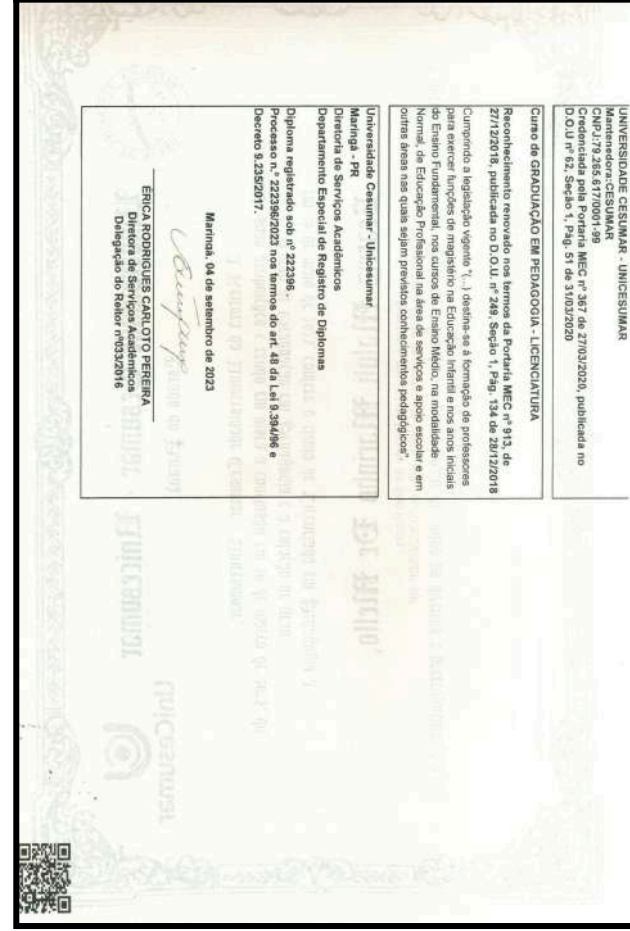 UNIVERSIDADE CESUMAR - UNICESUMAR
Mantenedora:CESUMAR
CNPJ:79.265.617/0001-99
Credenciada pela Portaria MEC nº 367 de 27/03/2020, publicada no
D.O.U nº 62, Seção 1, Pág. 51 de 31/03/2020
Curso de GRADUAÇÃO EM PEDAGOGIA - LICENCIATURA
Reconhecimento renovado nos termos da Portaria MEC nº 913, de
27/12/2018, publicada no D.O.U. nº 249, Seção 1, Pág. 134 de 28/12/2018
Cumprindo a legislação vigente "(...) destina-se à formação de professores
para exercer funções de magistério na Educação Infantil e nos anos iniciais
do Ensino Fundamental, nos cursos de Ensino Médio, na modalidade
Normal, de Educação Profissional na área de serviços e apoio escolar e em
outras áreas nas quais sejam previstos conhecimentos pedagógicos".
Universidade Cesumar - Unicesumar
Maringá - PR
Diretoria de Serviços Acadêmicos
Departamento Especial de Registro de Diplomas
Diploma registrado sob nº 222396 -
Processo n.º 222396/2023 nos termos do art. 48 da Lei 9.394/96 e
Decreto 9.235/2017.
Maringá, 04 de setembro de 2023
ÉRICA RODRIGUES CARLOTO PEREIRA
Diretora de Serviços Acadêmicos
Delegação do Reitor nº033/2016